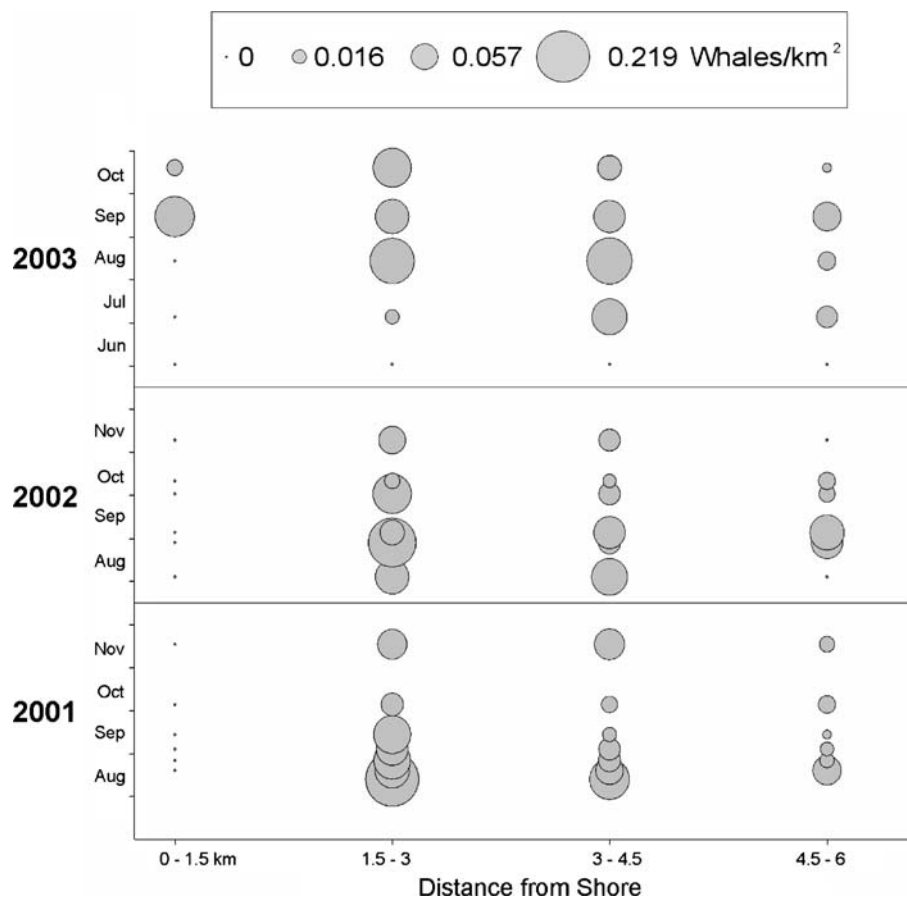 0 0.016 0.057 0.219 Whales/km²
Oct
Sep
2003
Aug
Jul
Jun
Nov
Oct
2002
Sep
Aug
Nov
Oct
2001
Sep
Aug
0 - 1.5 km 1.5 - 3 3 - 4.5 4.5 - 6
Distance from Shore